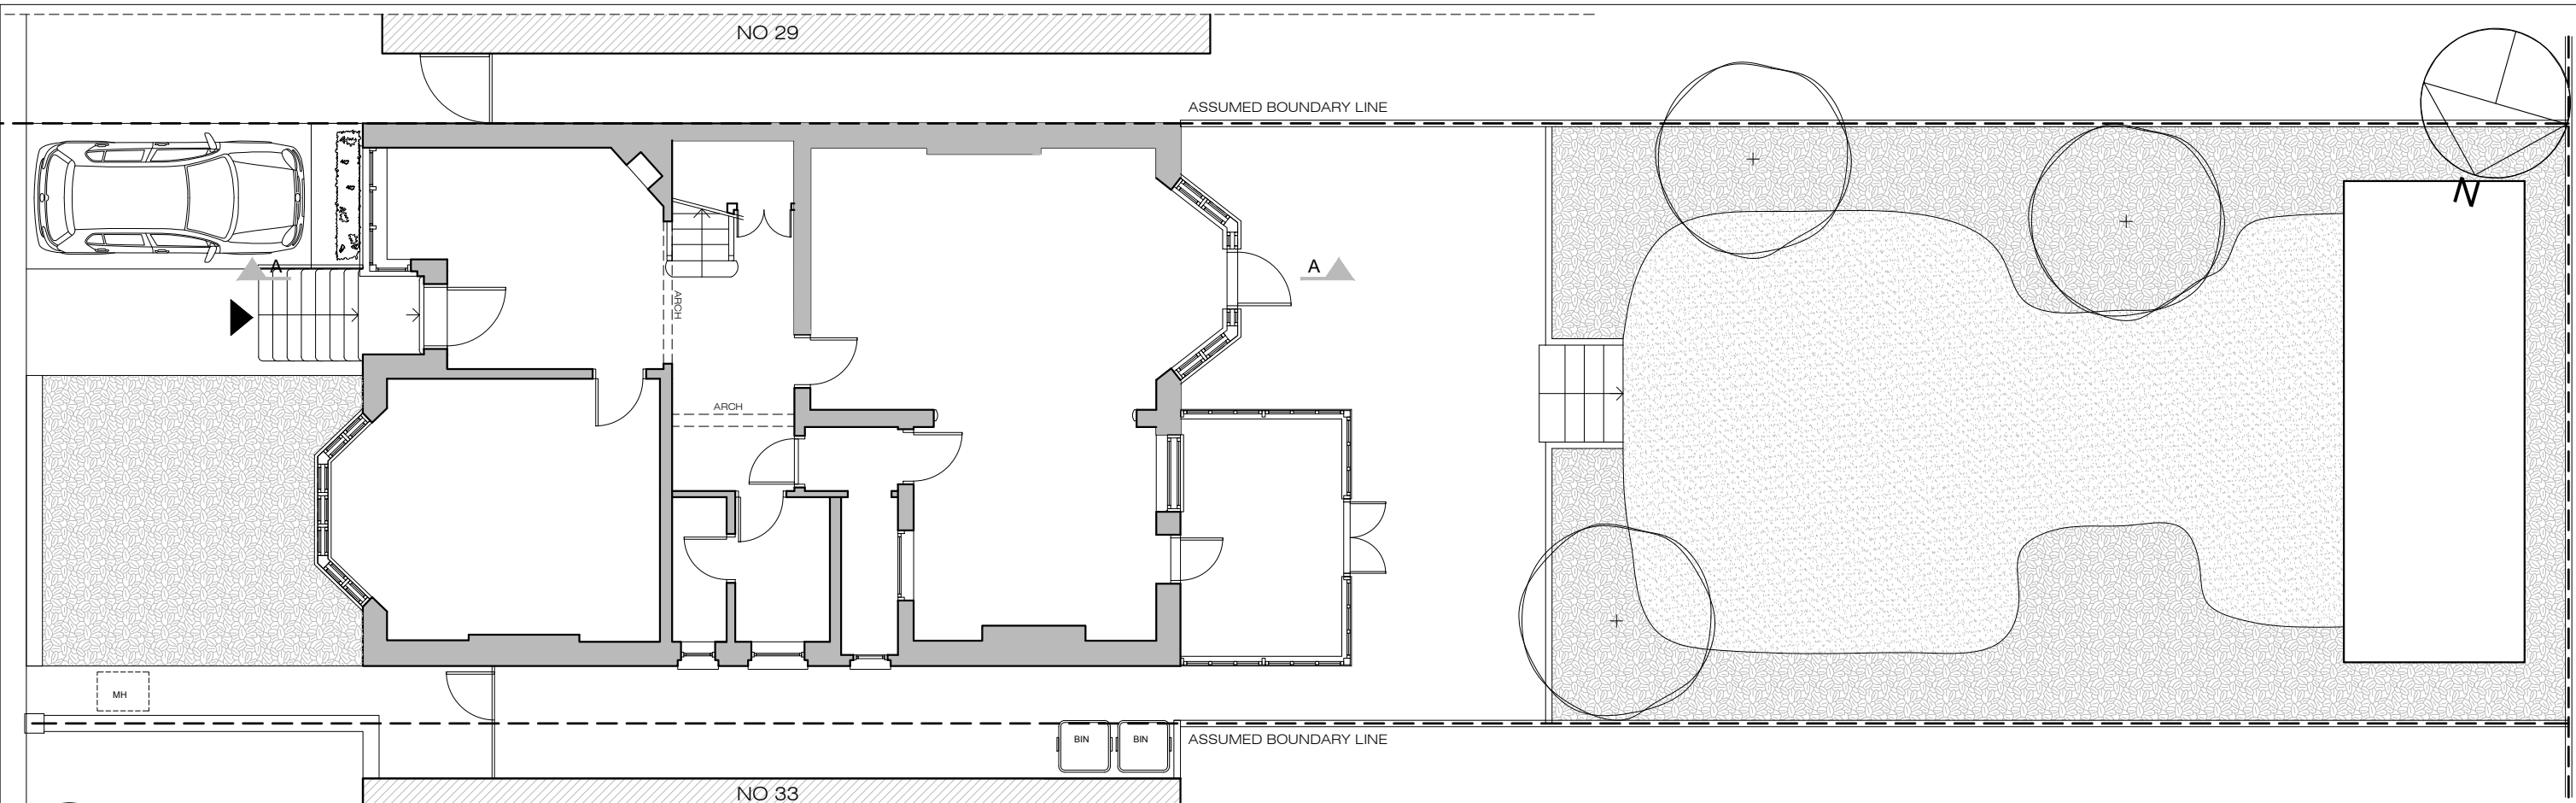 NO 29
ASSUMED BOUNDARY LINE
N
A
A
ARCH
ARCH
MH
BIN
BIN
ASSUMED BOUNDARY LINE
NO 33